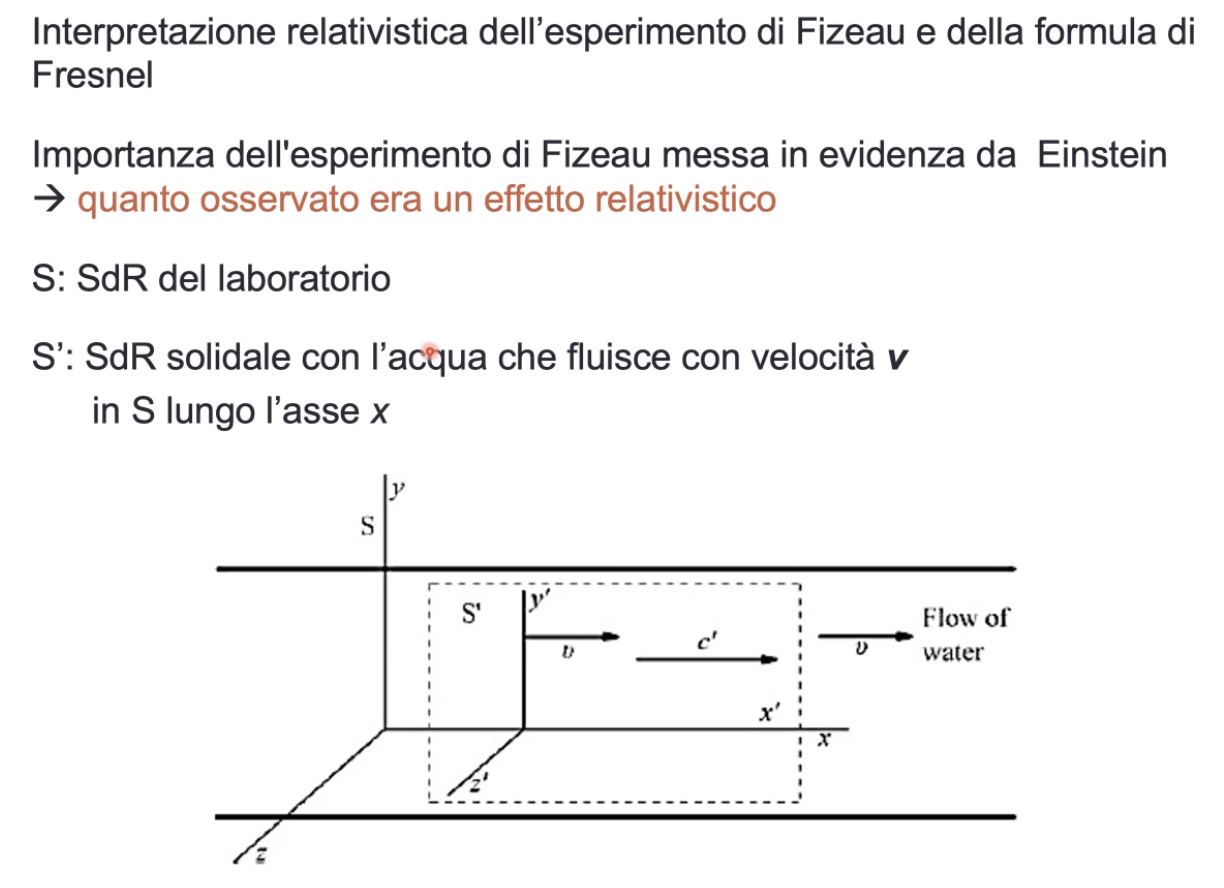 Interpretazione relativistica dell’esperimento di Fizeau e della formula di
Fresnel
Importanza dell'esperimento di Fizeau messa in evidenza da  Einstein
→ quanto osservato era un effetto relativistico
S: SdR del laboratorio
S’: SdR solidale con l’acqua che fluisce con velocità v
in S lungo l’asse x
y
S
S'
y'
υ
c'
υ
Flow of
water
x'
x
z'
z